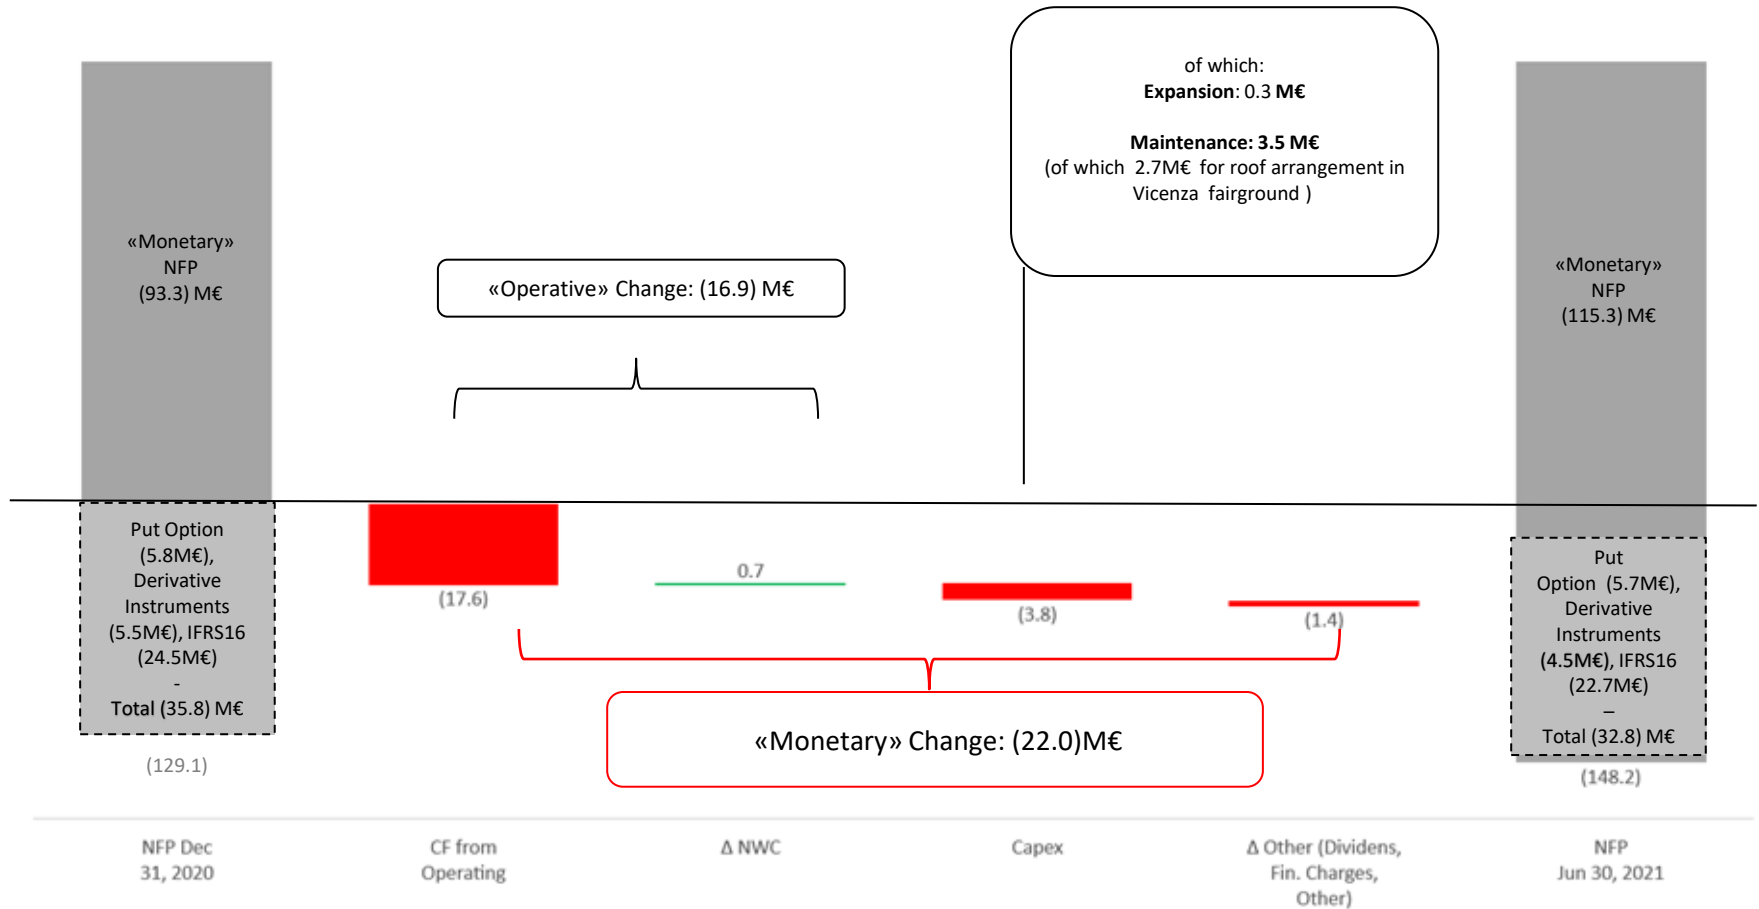 of which:
Expansion: 0.3 M€
Maintenance: 3.5 M€
(of which 2.7M€ for roof arrangement in
Vicenza fairground )
«Monetary»
NFP
(93.3) M€
«Operative» Change: (16.9) M€
«Monetary»
NFP
(115.3) M€
Put Option
(5.8M€),
Derivative
Instruments
(5.5M€), IFRS16
(24.5M€)
-
Total (35.8) M€
(129.1)
(17.6)
0.7
(3.8)
(1.4)
Put
Option (5.7M€),
Derivative
Instruments
(4.5M€), IFRS16
(22.7M€)
–
Total (32.8) M€
(148.2)
«Monetary» Change: (22.0)M€
NFP Dec
31, 2020
CF from
Operating
Δ NWC
Capex
Δ Other (Dividens,
Fin. Charges,
Other)
NFP
Jun 30, 2021